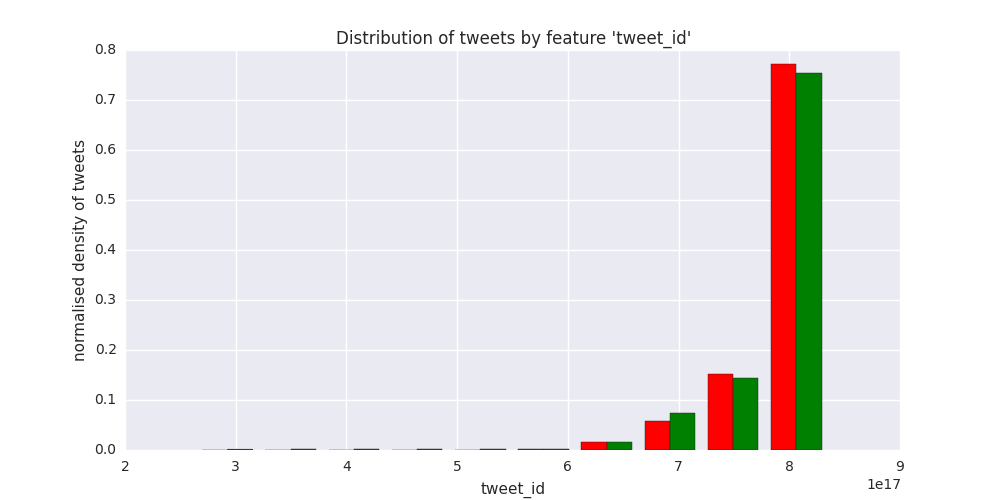 Distribution of tweets by feature 'tweet_id'
normalised density of tweets
0.8
0.7
0.6
0.5
0.4
0.3
0.2
0.1
0.0
2 3 4 5 6 7 8 9
1e17
tweet_id